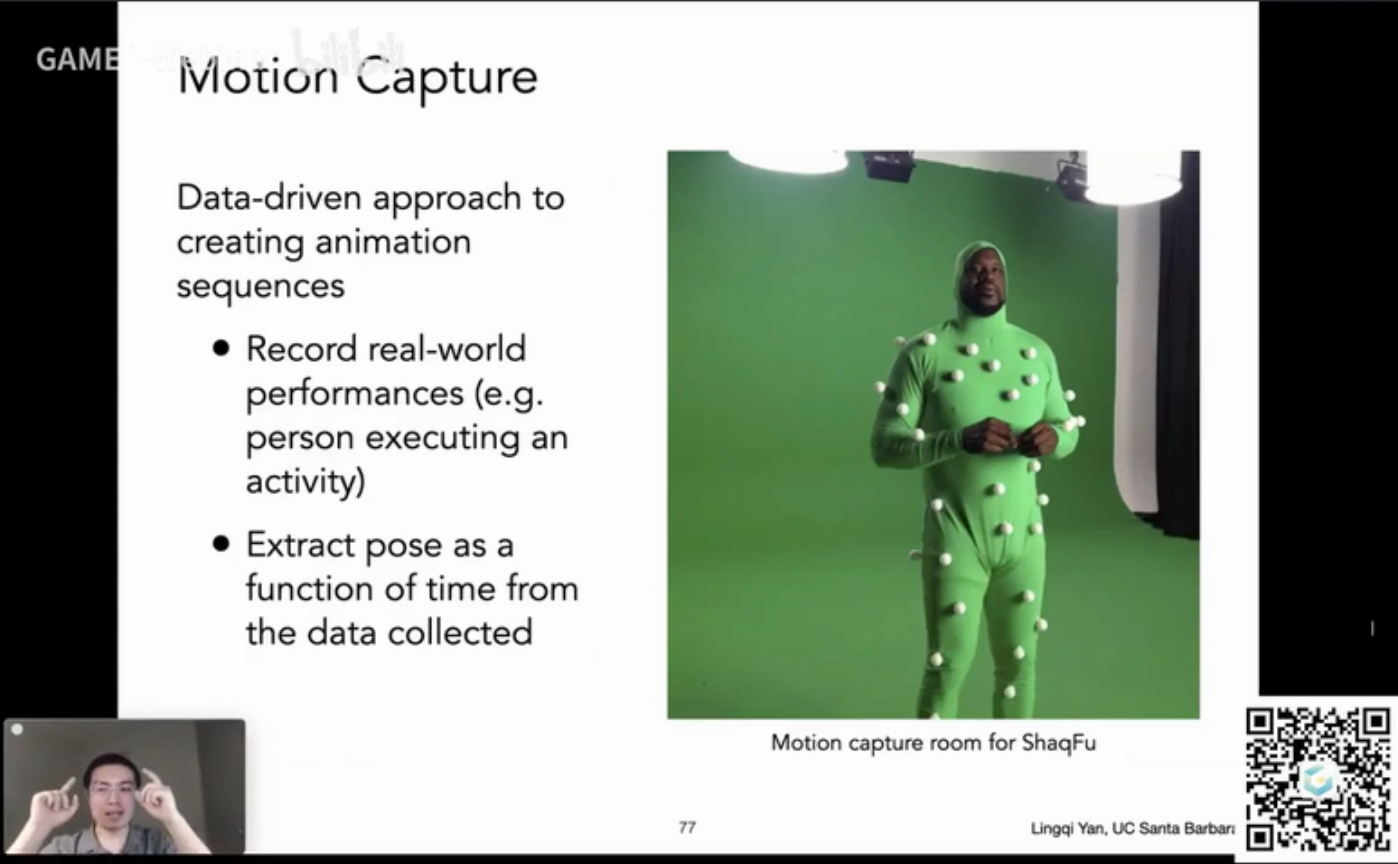 GAME
Motion Capture
Data-driven approach to
creating animation
sequences
● Record real-world
performances (e.g.
person executing an
activity)
● Extract pose as a
function of time from
the data collected
Motion capture room for ShaqFu
77
Lingqi Yan, UC Santa Barbara